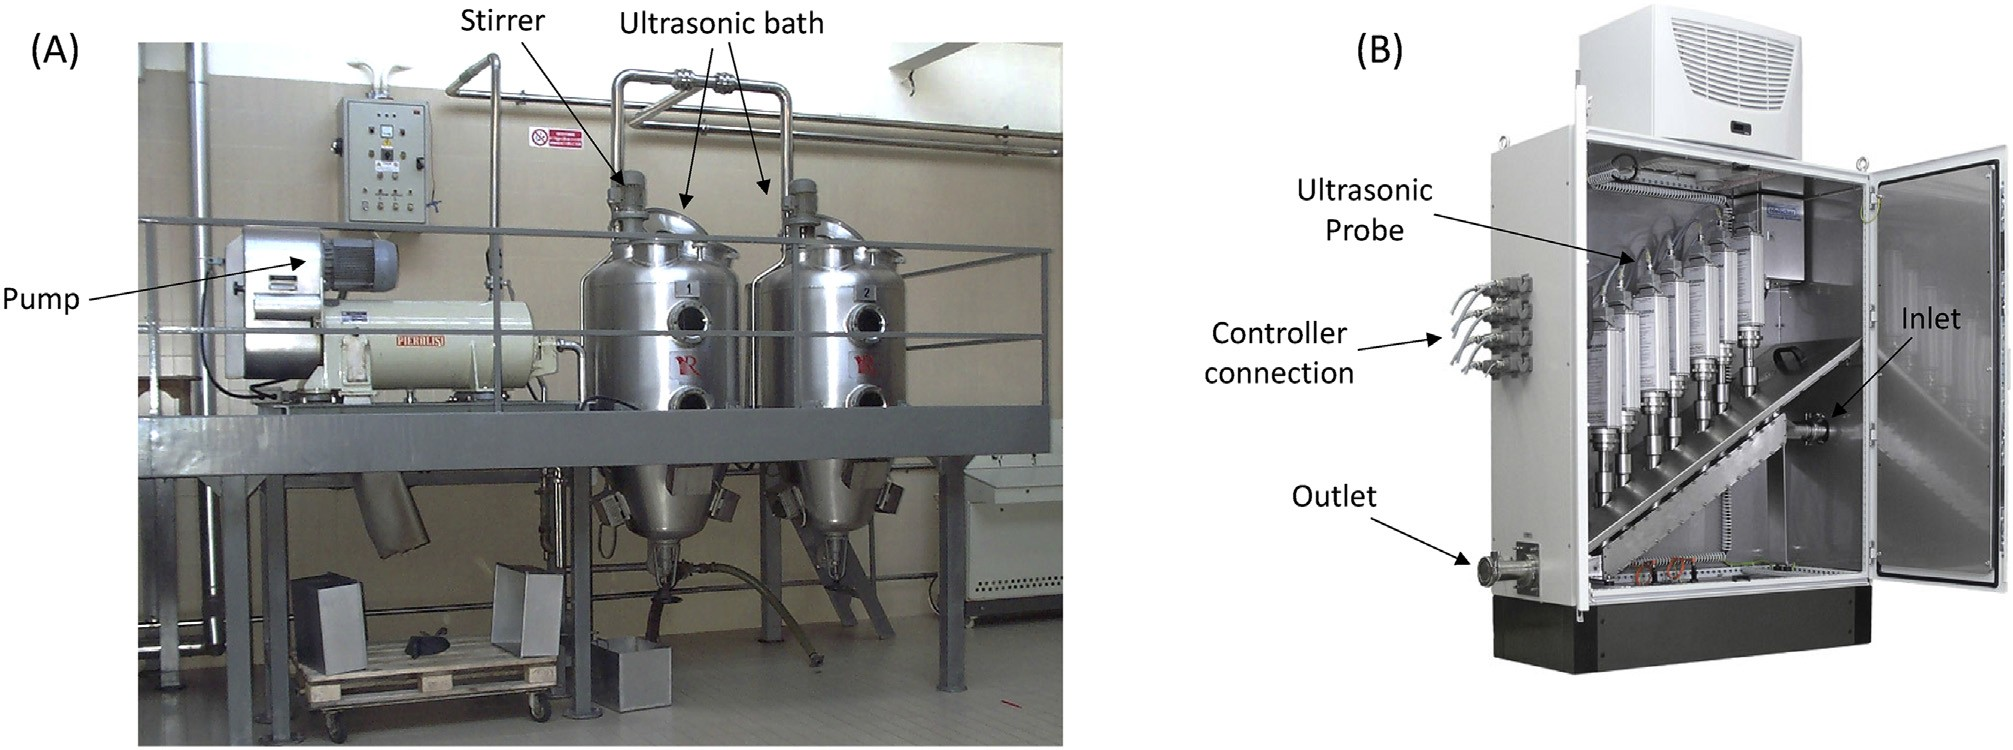 (A)
Stirrer
Ultrasonic bath
Pump
PIERALISI
1
2
R
(B)
Ultrasonic
Probe
Controller
connection
Inlet
Outlet